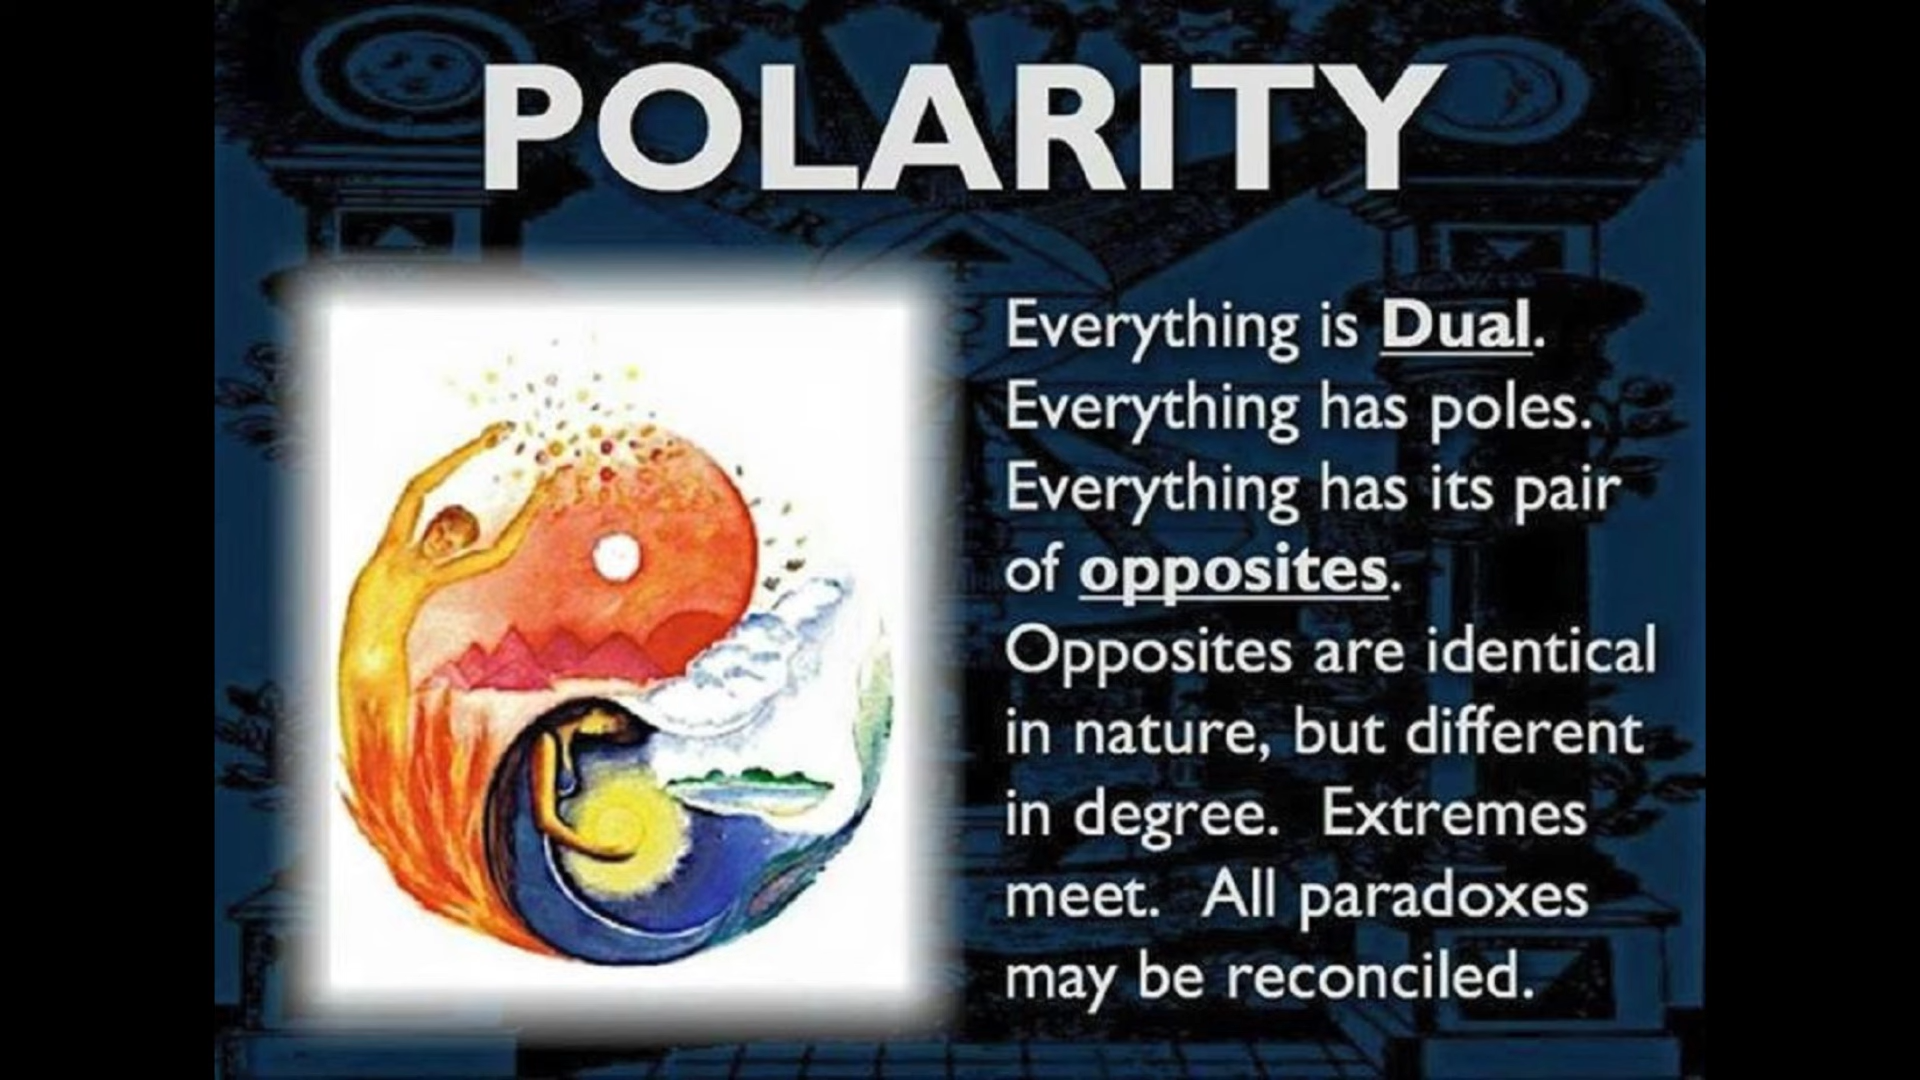 POLARITY
Everything is Dual.
Everything has poles.
Everything has its pair
of opposites.
Opposites are identical
in nature, but different
in degree.  Extremes
meet.  All paradoxes
may be reconciled.